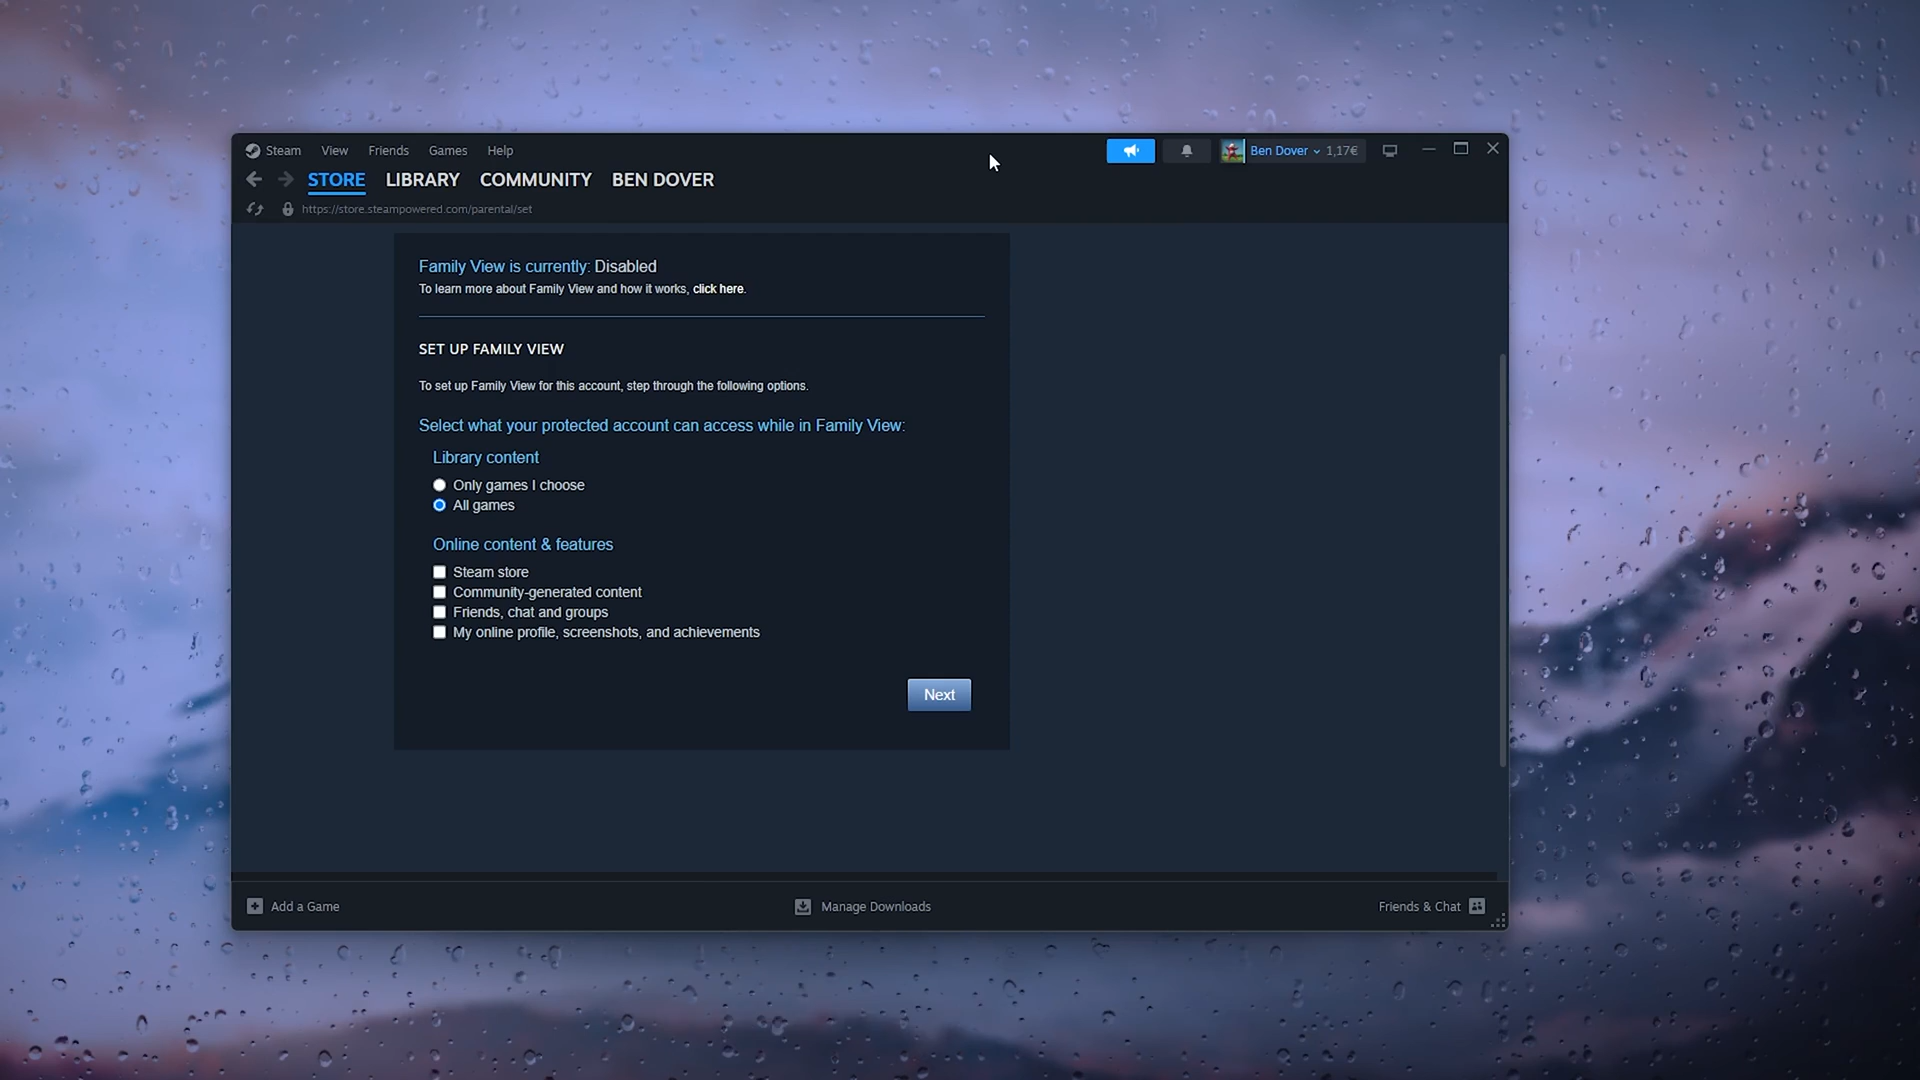 Steam View Friends Games Help Ben Dover 1,17€
STORE LIBRARY COMMUNITY BEN DOVER
https://store.steampowered.com/parental/set
Family View is currently: Disabled
To learn more about Family View and how it works, click here.
SET UP FAMILY VIEW
To set up Family View for this account, step through the following options.
Select what your protected account can access while in Family View:
Library content
Only games I choose
All games
Online content & features
Steam store
Community-generated content
Friends, chat and groups
My online profile, screenshots, and achievements
Next
Add a Game Manage Downloads Friends & Chat